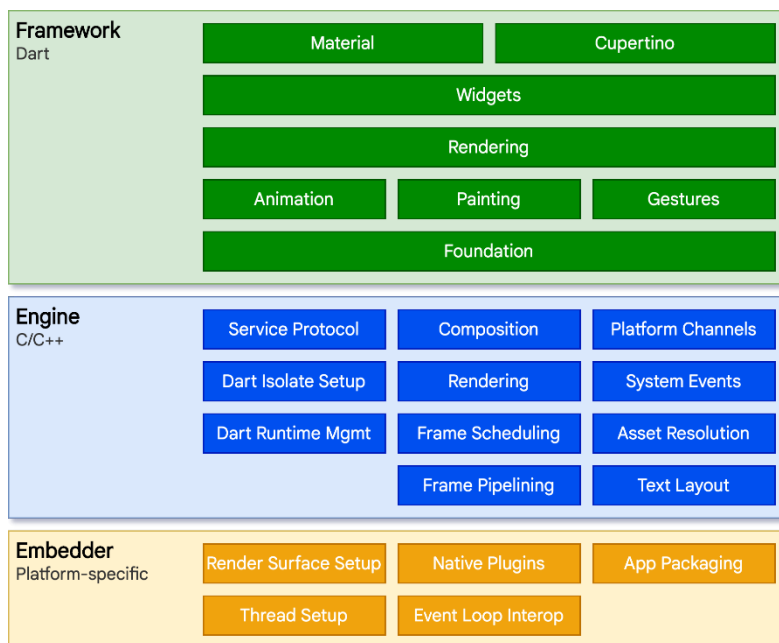 Framework
Dart
Material
Cupertino
Widgets
Rendering
Animation
Painting
Gestures
Foundation
Engine
C/C++
Service Protocol
Composition
Platform Channels
Dart Isolate Setup
Rendering
System Events
Dart Runtime Mgmt
Frame Scheduling
Asset Resolution
Frame Pipelining
Text Layout
Embedder
Platform-specific
Render Surface Setup
Native Plugins
App Packaging
Thread Setup
Event Loop Interop